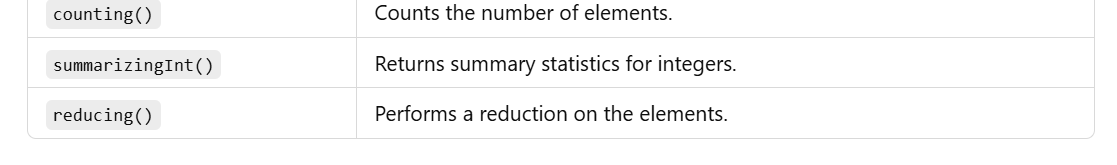 counting() Counts the number of elements.
summarizingInt() Returns summary statistics for integers.
reducing() Performs a reduction on the elements.